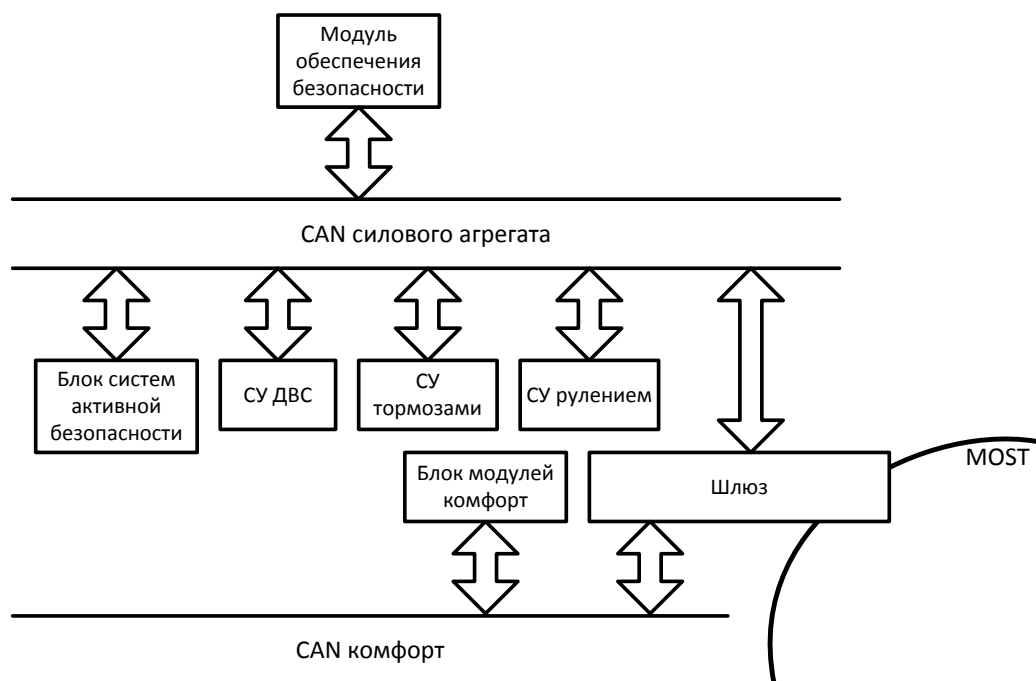 Модуль
обеспечения
безопасности
CAN силового агрегата
Блок систем
активной
безопасности
СУ ДВС
СУ
тормозами
СУ рулением
Блок модулей
комфорт
Шлюз
MOST
CAN комфорт